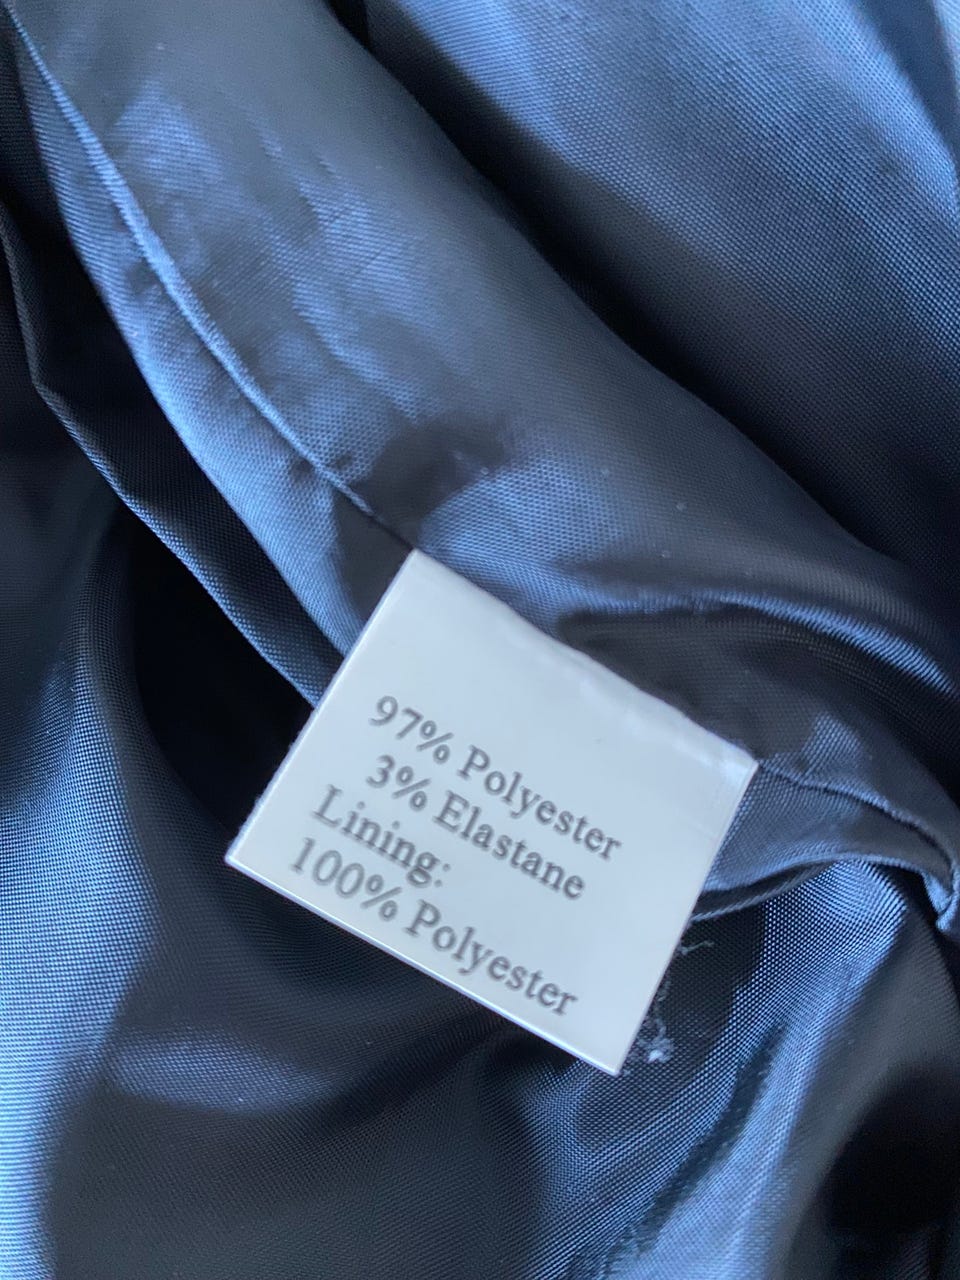 97% Polyester
3% Elastane
Lining:
100% Polyester